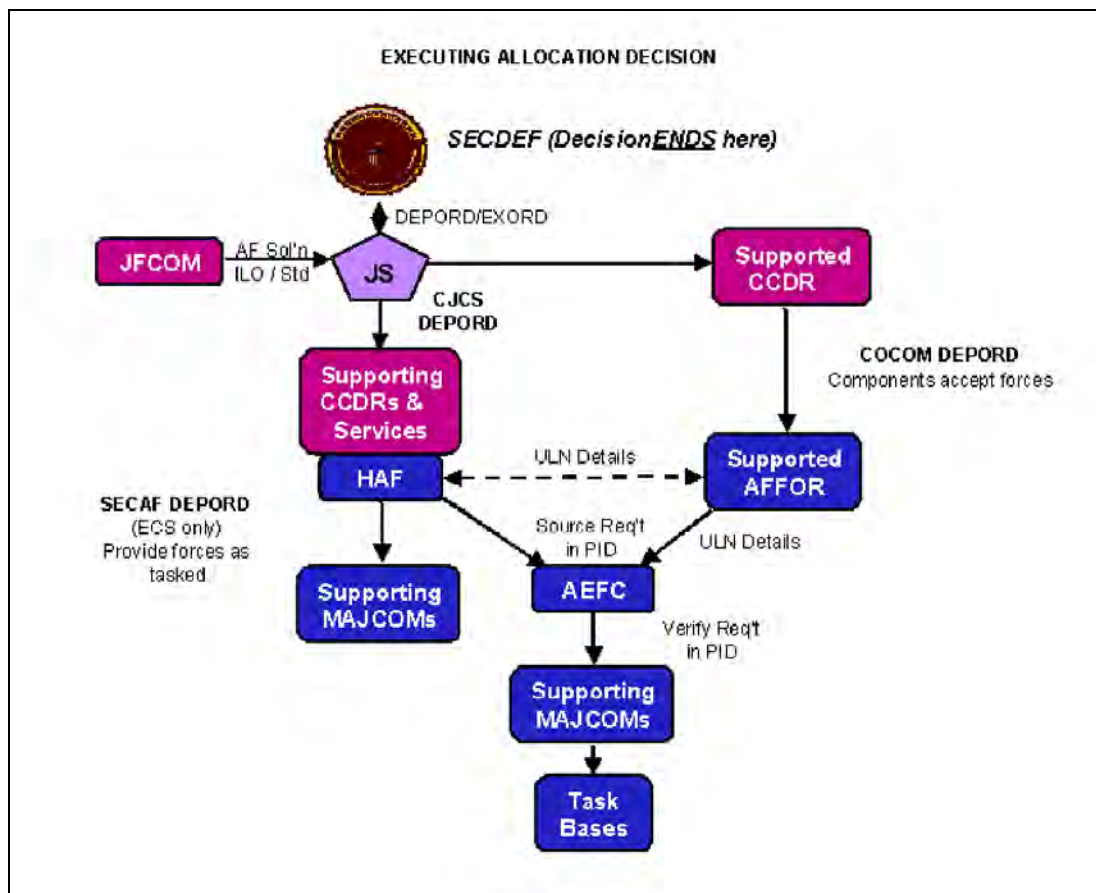 EXECUTING ALLOCATION DECISION
SECDEF (Decision ENDS here)
DEPORD/EXORD
JFCOM
AF Sol'n
ILO / Std
JS
Supported
CCDR
CJCS
DEPORD
COCOM DEPORD
Components accept forces
Supporting
CCDRs &
Services
HAF
ULN Details
Supported
AFFOR
SECAF DEPORD
(ECS only)
Provide forces as
tasked
Source Req't
in PID
ULN Details
AEFC
Supporting
MAJCOMs
Verify Req't
in PID
Supporting
MAJCOMs
Task
Bases